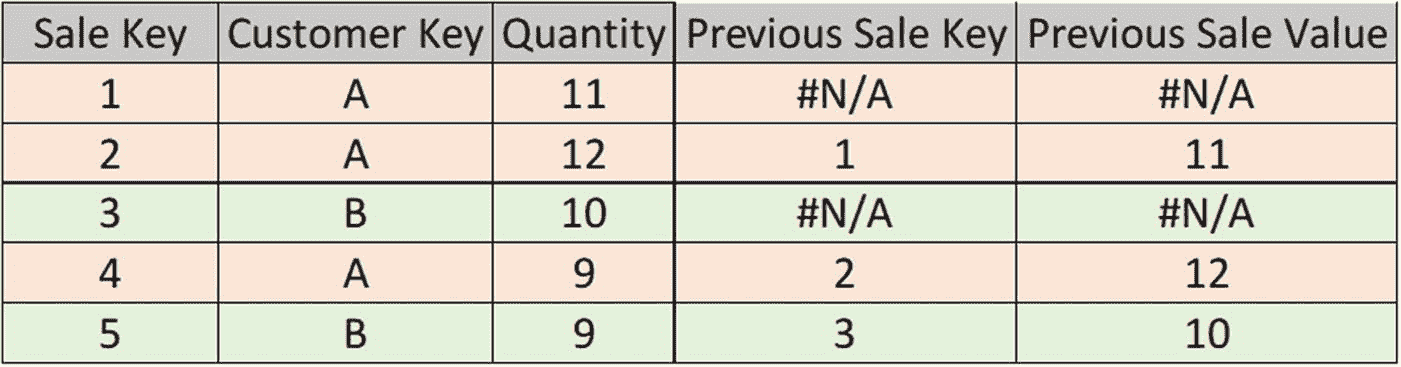 Sale Key Customer Key Quantity Previous Sale Key Previous Sale Value
1 A 11 #N/A #N/A
2 A 12 1 11
3 B 10 #N/A #N/A
4 A 9 2 12
5 B 9 3 10